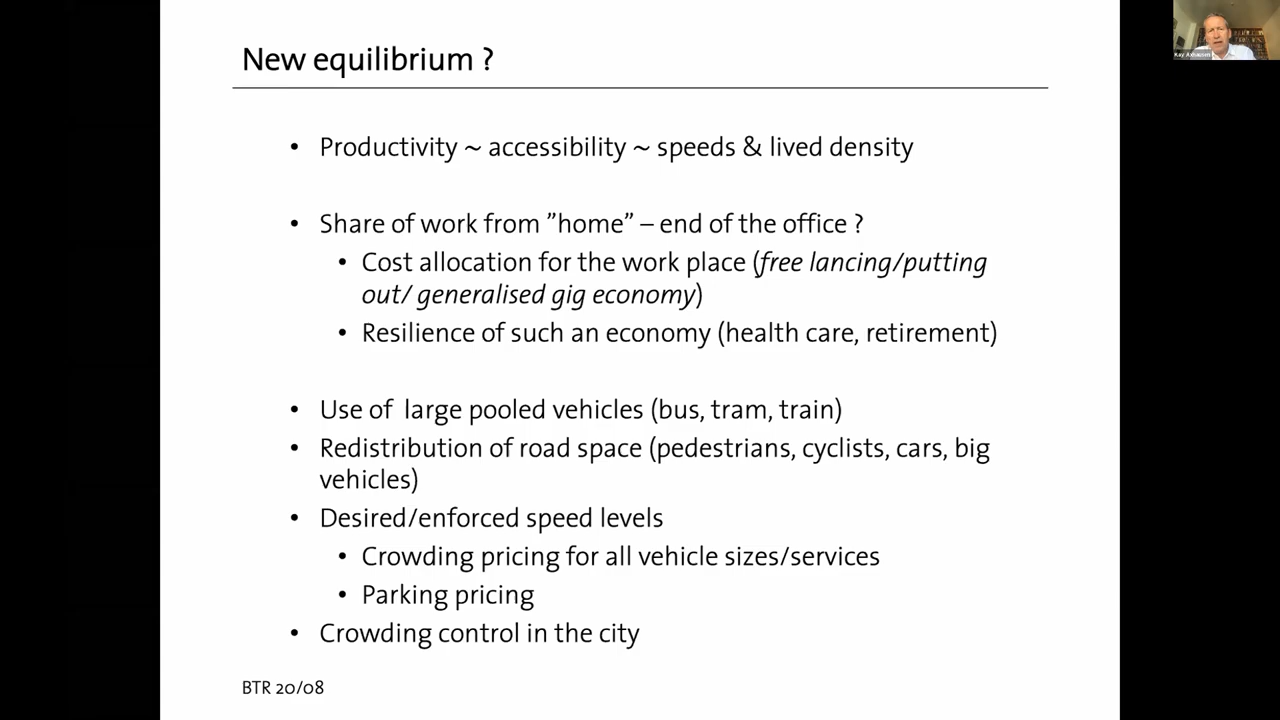 New equilibrium ?
• Productivity ~ accessibility ~ speeds & lived density
• Share of work from ”home” – end of the office ?
• Cost allocation for the work place (free lancing/putting
out/ generalised gig economy)
• Resilience of such an economy (health care, retirement)
• Use of  large pooled vehicles (bus, tram, train)
• Redistribution of road space (pedestrians, cyclists, cars, big
vehicles)
• Desired/enforced speed levels
• Crowding pricing for all vehicle sizes/services
• Parking pricing
• Crowding control in the city
BTR 20/08
Kay Axhausen